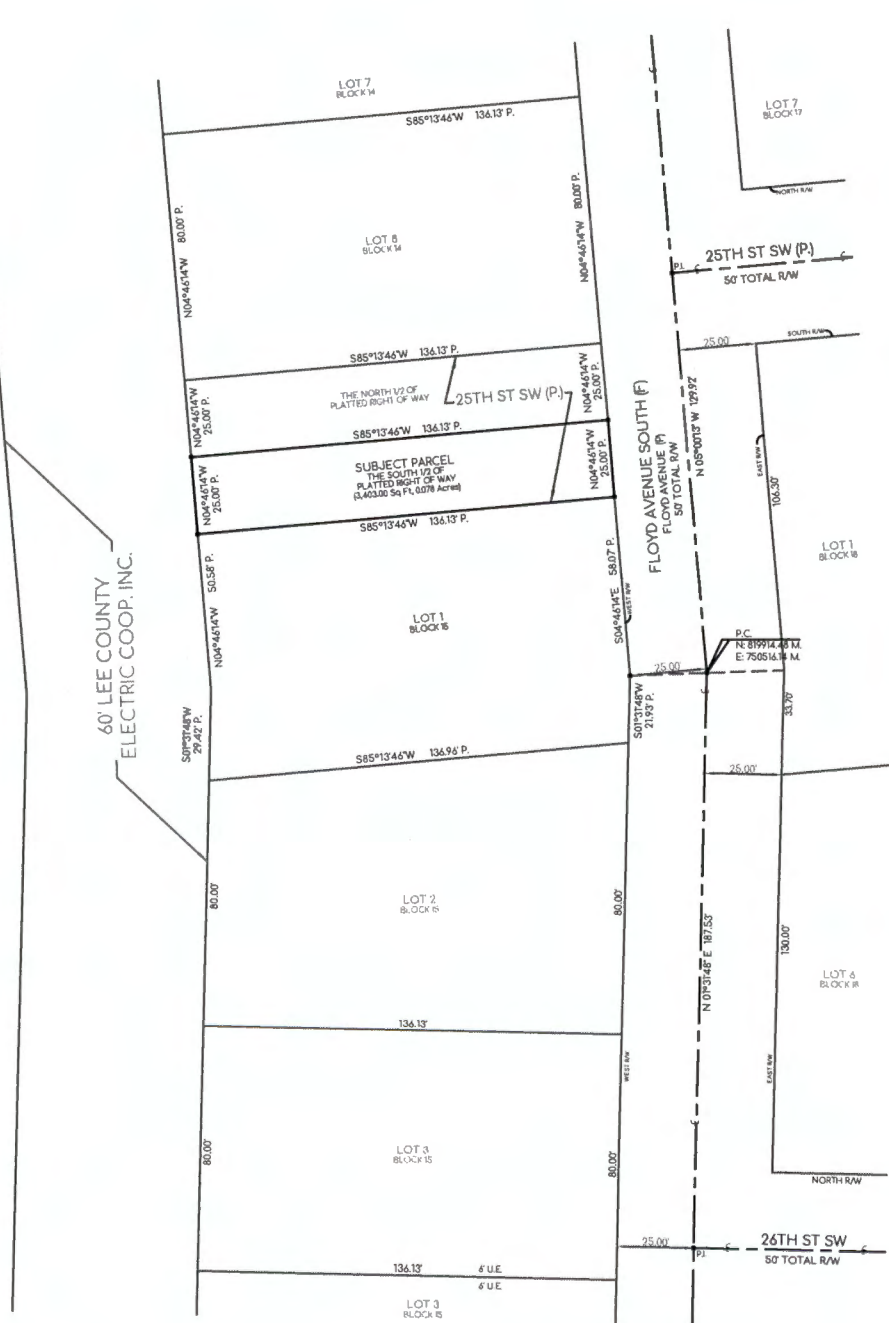 LOT 7
BLOCK 14
S85°13'46"W 136.13' P.
LOT 7
BLOCK 17
NORTH R/W
N04°46'14"W 80.00' P.
LOT 8
BLOCK 14
N04°46'14"W 80.00' P.
25TH ST SW (P.)
P.I.
50' TOTAL R/W
SOUTH R/W
25.00'
S85°13'46"W 136.13' P.
N04°46'14"W
25.00' P.
THE NORTH 1/2 OF
PLATTED RIGHT OF WAY
25TH ST SW (P.)
N04°46'14"W
25.00' P.
S85°13'46"W 136.13' P.
N04°46'14"W
25.00' P.
SUBJECT PARCEL
THE SOUTH 1/2 OF
PLATTED RIGHT OF WAY
(3,403.00 Sq Ft, 0.078 Acres)
N04°46'14"W
25.00' P.
S85°13'46"W 136.13' P.
FLOYD AVENUE SOUTH (F)
FLOYD AVENUE (P)
50' TOTAL R/W
N 05°00'13" W 129.92'
EAST R/W
106.30'
60' LEE COUNTY
ELECTRIC COOP. INC.
N04°46'14"W 50.58' P.
LOT 1
BLOCK 15
S04°46'14"E 58.07' P.
WEST R/W
LOT 1
BLOCK 18
P.C.
N: 819914.48 M.
E: 750516.14 M.
25.00'
S01°31'48"W
29.42' P.
S01°31'48"W
21.93' P.
33.70'
S85°13'46"W 136.96' P.
25.00'
80.00'
LOT 2
BLOCK 15
80.00'
N 01°31'48" E 187.53'
130.00'
LOT 6
BLOCK 18
136.13'
WEST R/W
EAST R/W
80.00'
LOT 3
BLOCK 15
80.00'
NORTH R/W
25.00'
P.I.
26TH ST SW
50' TOTAL R/W
136.13'
6' U.E.
6' U.E.
LOT 3
BLOCK 15